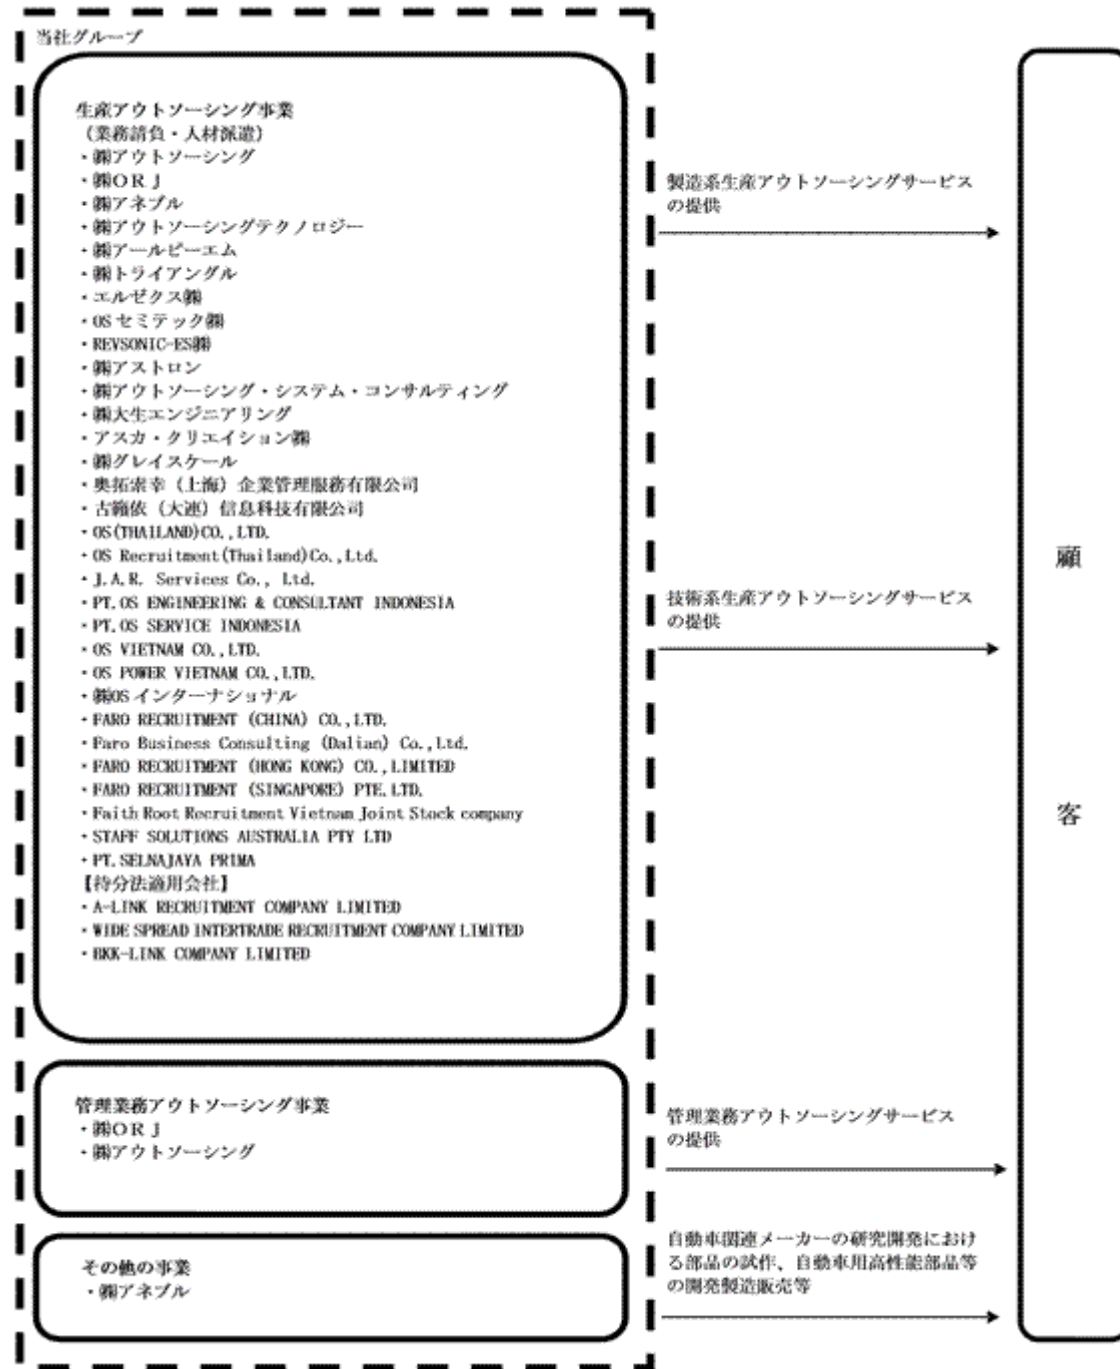 当社グループ
生産アウトソーシング事業
（業務請負・人材派遣）
・㈱アウトソーシング
・㈱ＯＲＪ
・㈱アネブル
・㈱アウトソーシングテクノロジー
・㈱アールピーエム
・㈱トライアングル
・エルゼクス㈱
・OSセミテック㈱
・REVSONIC-ES㈱
・㈱アストロン
・㈱アウトソーシング・システム・コンサルティング
・㈱大生エンジニアリング
・アスカ・クリエイション㈱
・㈱グレイスケール
・奥拓索幸（上海）企業管理服務有限公司
・古籠依（大連）信息科技有限公司
・OS(THAILAND)CO.,LTD.
・OS Recruitment(Thailand)Co.,Ltd.
・J.A.R. Services Co., Ltd.
・PT.OS ENGINEERING & CONSULTANT INDONESIA
・PT.OS SERVICE INDONESIA
・OS VIETNAM CO.,LTD.
・OS POWER VIETNAM CO.,LTD.
・㈱OSインターナショナル
・FARO RECRUITMENT (CHINA) CO.,LTD.
・Faro Business Consulting (Dalian) Co.,Ltd.
・FARO RECRUITMENT (HONG KONG) CO.,LIMITED
・FARO RECRUITMENT (SINGAPORE) PTE.LTD.
・Faith Root Recruitment Vietnam Joint Stock company
・STAFF SOLUTIONS AUSTRALIA PTY LTD
・PT.SELNAJAYA PRIMA
【持分法適用会社】
・A-LINK RECRUITMENT COMPANY LIMITED
・WIDE SPREAD INTERTRADE RECRUITMENT COMPANY LIMITED
・BKK-LINK COMPANY LIMITED
管理業務アウトソーシング事業
・㈱ＯＲＪ
・㈱アウトソーシング
その他の事業
・㈱アネブル
製造系生産アウトソーシングサービス
の提供
技術系生産アウトソーシングサービス
の提供
管理業務アウトソーシングサービス
の提供
自動車関連メーカーの研究開発におけ
る部品の試作、自動車用高性能部品等
の開発製造販売等
顧
客